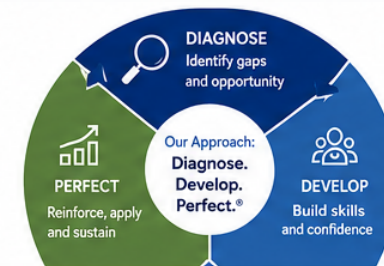 DIAGNOSE
Identify gaps
and opportunity
Our Approach:
Diagnose.
Develop.
Perfect.®
PERFECT
Reinforce, apply
and sustain
DEVELOP
Build skills
and confidence